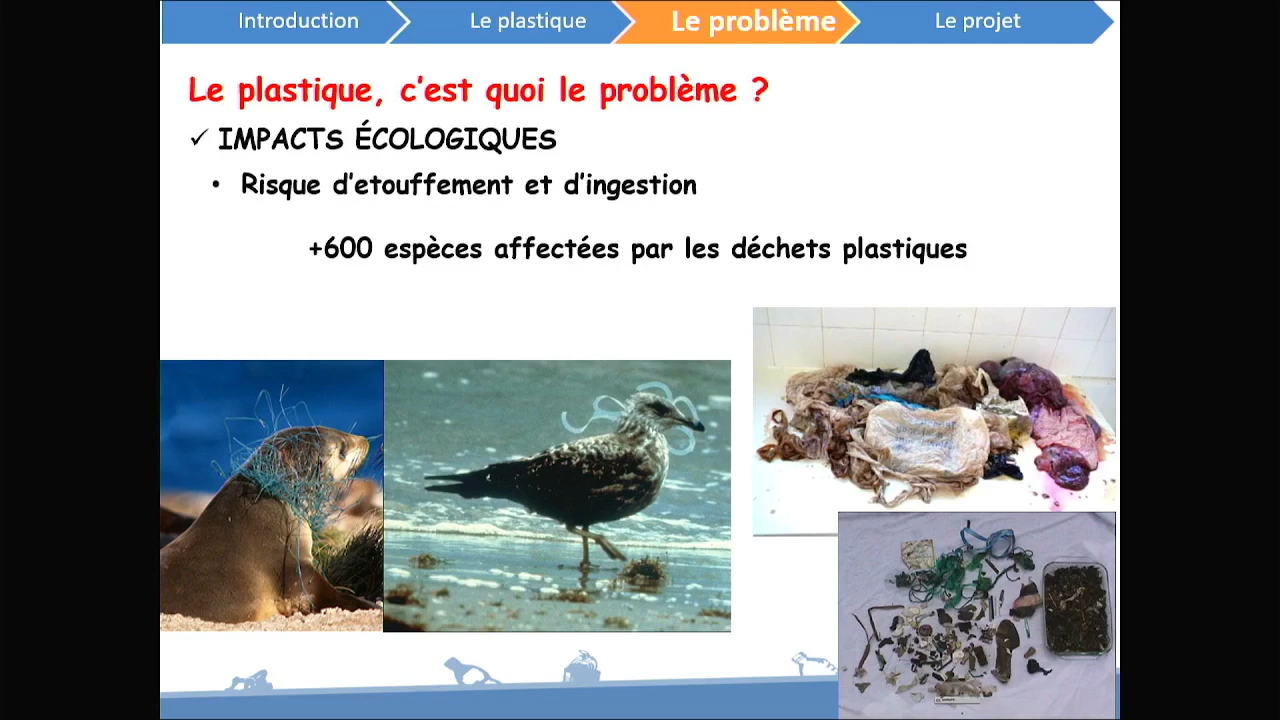 Introduction
Le plastique
Le problème
Le projet
Le plastique, c'est quoi le problème ?
✓ IMPACTS ÉCOLOGIQUES
• Risque d'etouffement et d'ingestion
+600 espèces affectées par les déchets plastiques